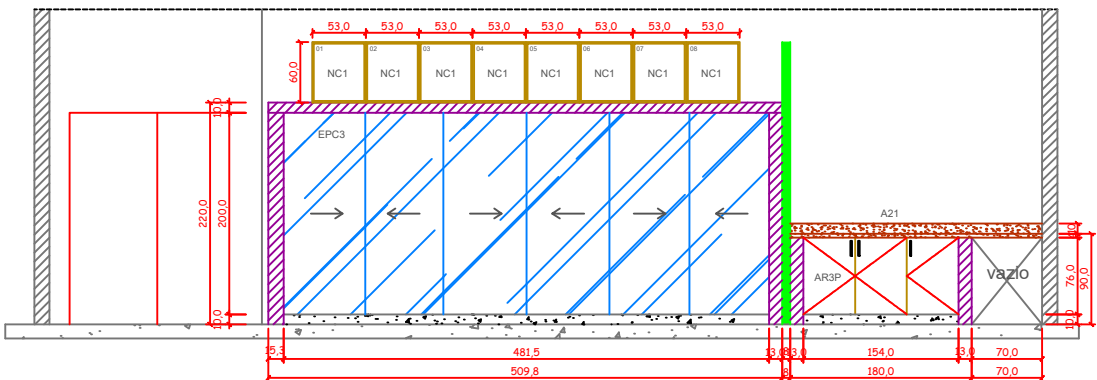 53,0 53,0 53,0 53,0 53,0 53,0 53,0 53,0
01 02 03 04 05 06 07 08
60,0 NC1 NC1 NC1 NC1 NC1 NC1 NC1 NC1
10,0
EPC3
220,0 200,0
A21
AR3P
vazio
76,0 90,0
10,0 10,0
15,3 481,5 13,0 8 13,0 154,0 13,0 70,0
509,8 8 180,0 70,0